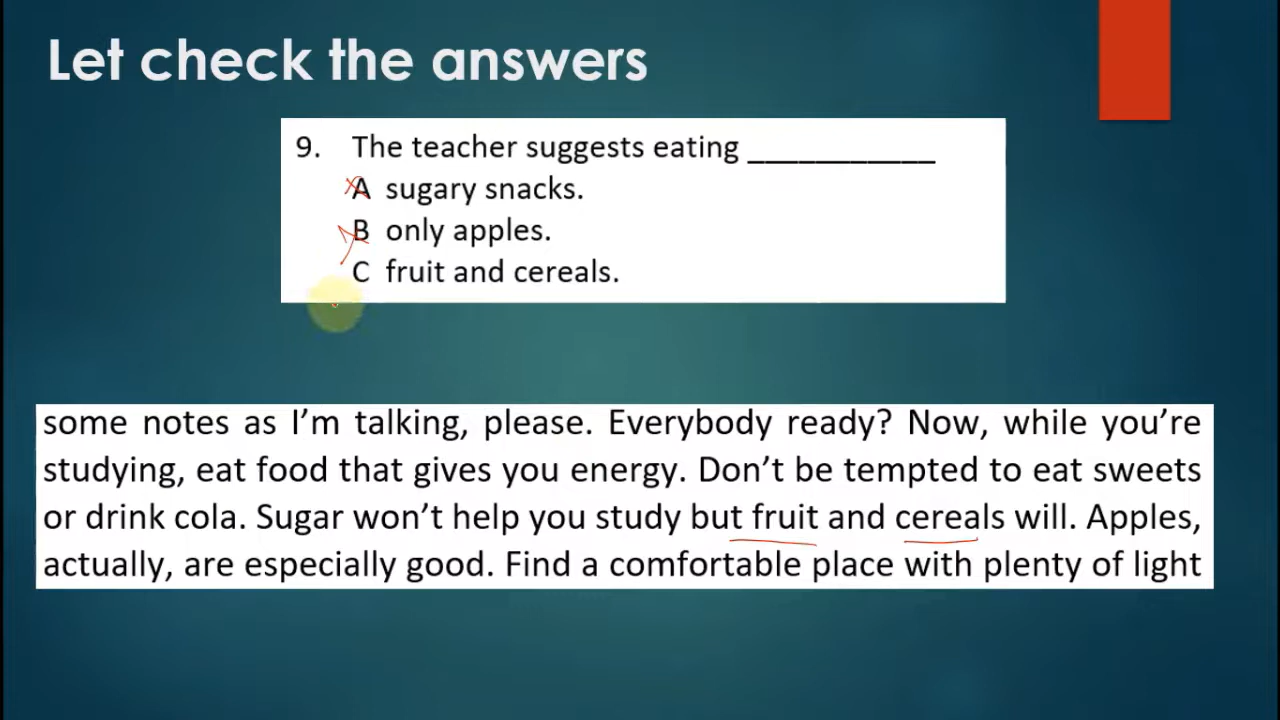 Let check the answers
9. The teacher suggests eating ____________
A sugary snacks.
B only apples.
C fruit and cereals.
some notes as I’m talking, please. Everybody ready? Now, while you’re
studying, eat food that gives you energy. Don’t be tempted to eat sweets
or drink cola. Sugar won’t help you study but fruit and cereals will. Apples,
actually, are especially good. Find a comfortable place with plenty of light